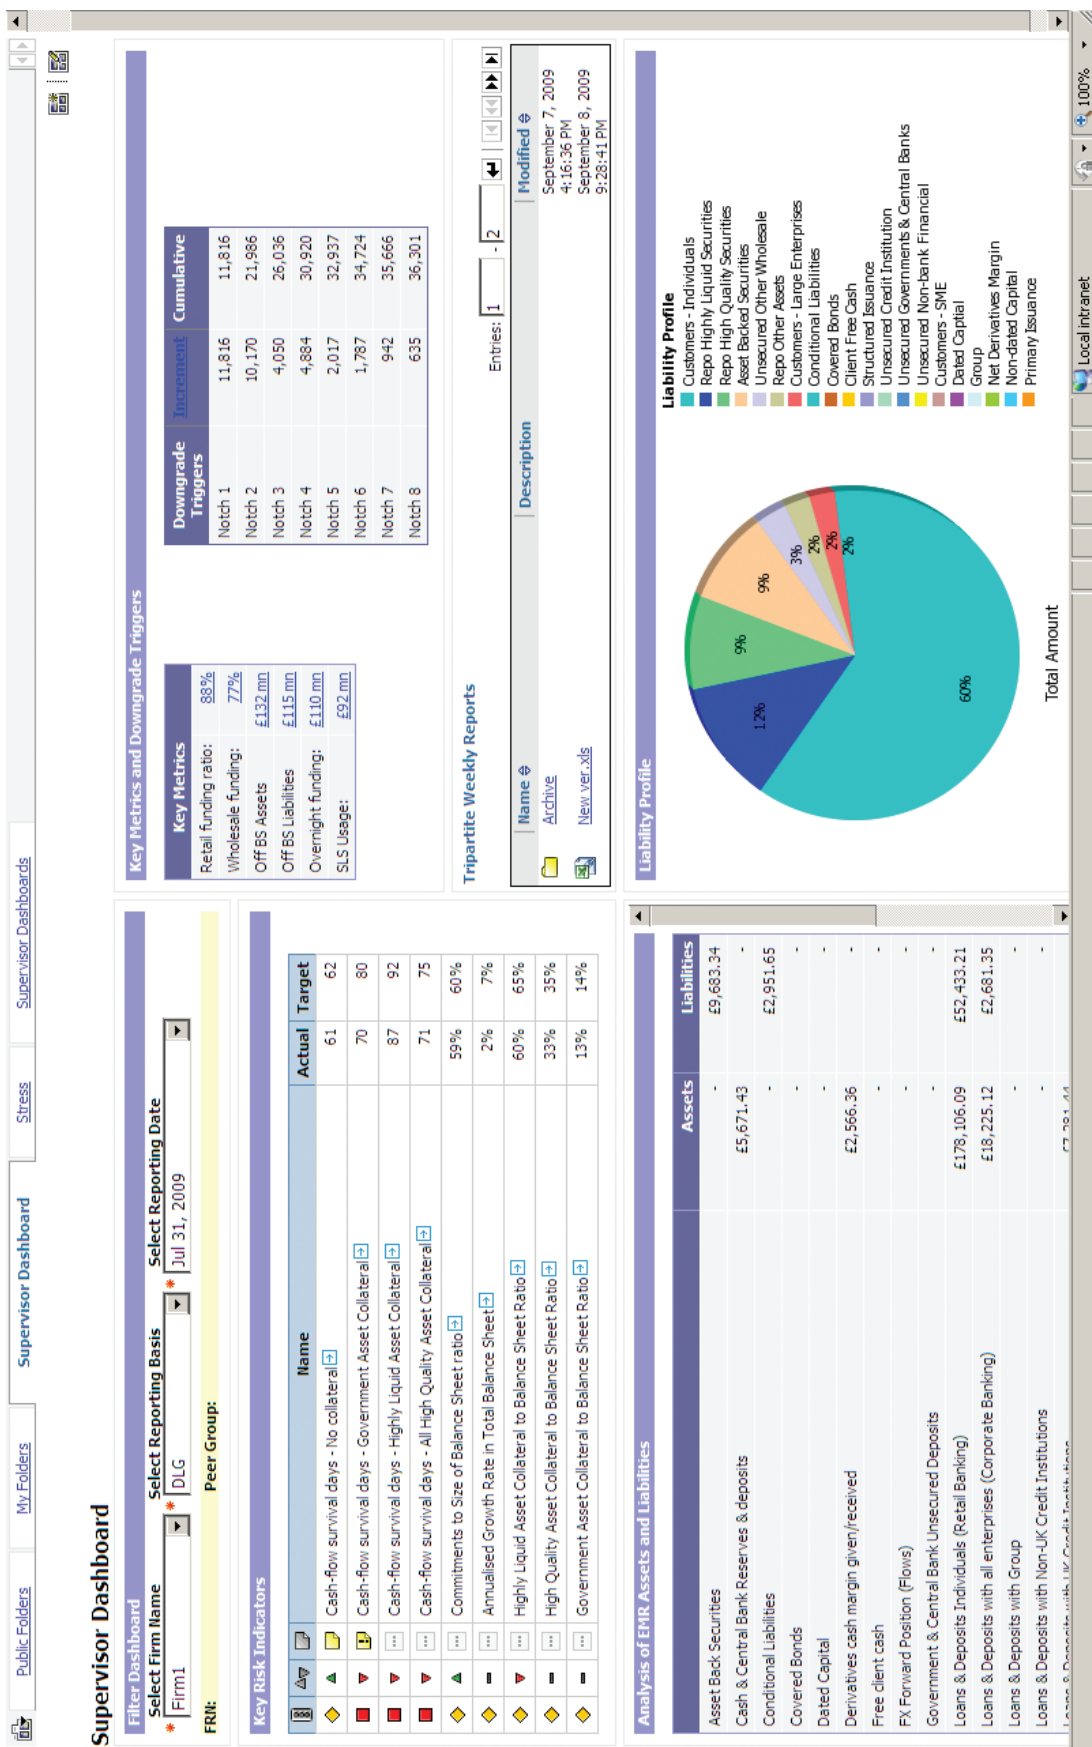 Public Folders My Folders Supervisor Dashboard Stress Supervisor Dashboards
Supervisor Dashboard
Filter Dashboard
Select Firm Name Select Reporting Basis Select Reporting Date
* Firm1 * DLG * Jul 31, 2009
FRN: Peer Group:
Key Risk Indicators
Name Actual Target
Cash-flow survival days - No collateral 61 62
Cash-flow survival days - Government Asset Collateral 70 80
Cash-flow survival days - Highly Liquid Asset Collateral 87 92
Cash-flow survival days - All High Quality Asset Collateral 71 75
Commitments to Size of Balance Sheet ratio 59% 60%
Annualised Growth Rate in Total Balance Sheet 2% 7%
Highly Liquid Asset Collateral to Balance Sheet Ratio 60% 65%
High Quality Asset Collateral to Balance Sheet Ratio 33% 35%
Government Asset Collateral to Balance Sheet Ratio 13% 14%
Key Metrics and Downgrade Triggers
Key Metrics
Retail funding ratio: 88%
Wholesale funding: 77%
Off BS Assets £132 mn
Off BS Liabilities £115 mn
Overnight funding: £110 mn
SLS Usage: £92 mn
Downgrade Triggers Increment Cumulative
Notch 1 11,816 11,816
Notch 2 10,170 21,986
Notch 3 4,050 26,036
Notch 4 4,884 30,920
Notch 5 2,017 32,937
Notch 6 1,787 34,724
Notch 7 942 35,666
Notch 8 635 36,301
Tripartite Weekly Reports
Entries: 1 - 2
Name Description Modified
Archive September 7, 2009
4:16:36 PM
New ver.xls September 8, 2009
9:28:41 PM
Analysis of EMR Assets and Liabilities
Assets Liabilities
Asset Back Securities - £9,683.34
Cash & Central Bank Reserves & deposits £5,671.43 -
Conditional Liabilities - £2,951.65
Covered Bonds - -
Dated Capital - -
Derivatives cash margin given/received £2,566.36 -
Free client cash - -
FX Forward Position (Flows) - -
Government & Central Bank Unsecured Deposits - -
Loans & Deposits Individuals (Retail Banking) £178,106.09 £52,433.21
Loans & Deposits with all enterprises (Corporate Banking) £18,225.12 £2,681.35
Loans & Deposits with Group - -
Loans & Deposits with Non-UK Credit Institutions - -
Liability Profile
60%
12%
9%
9%
3%
2%
2%
2%
Total Amount
Liability Profile
Customers - Individuals
Repo Highly Liquid Securities
Repo High Quality Securities
Asset Backed Securities
Unsecured Other Wholesale
Repo Other Assets
Customers - Large Enterprises
Conditional Liabilities
Covered Bonds
Client Free Cash
Structured Issuance
Unsecured Credit Institution
Unsecured Governments & Central Banks
Unsecured Non-bank Financial
Customers - SME
Dated Captial
Group
Net Derivatives Margin
Non-dated Capital
Primary Issuance
Local intranet 100%